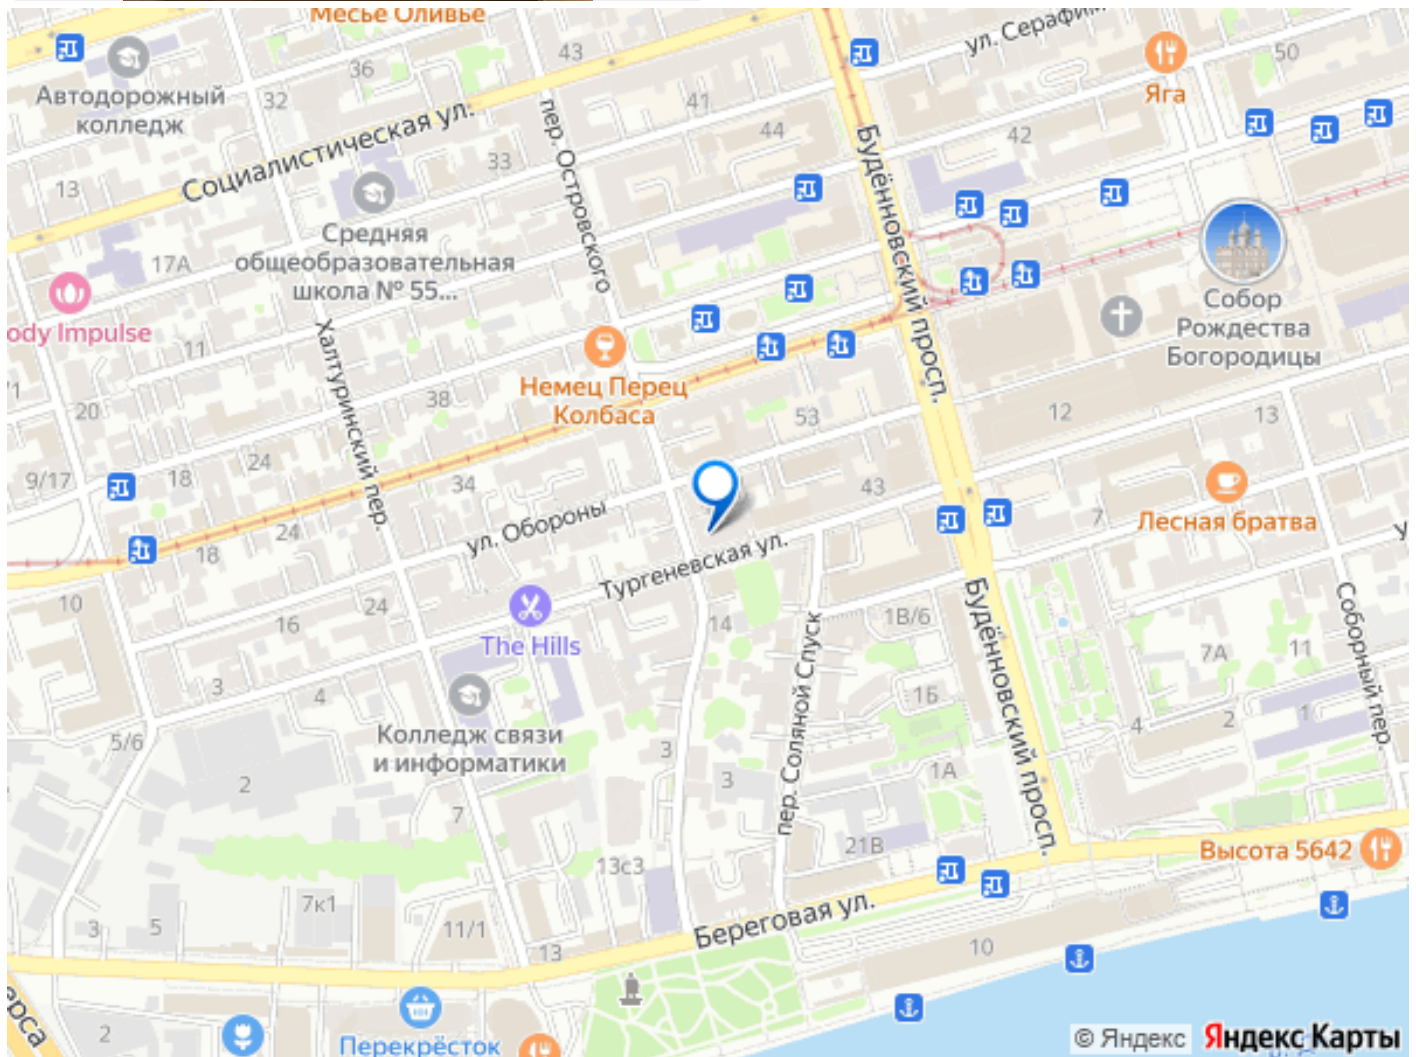 Месье Оливье
ул. Серафим
43
50
36
Яга
Автодорожный
колледж
32
41
44
42
Социалистическая ул.
пер. Островского
Будённовский просп.
33
13
Средняя
общеобразовательная
школа № 55...
17А
ody Impulse
Собор
Рождества
Богородицы
11
Халтуринский пер.
Немец Перец
Колбаса
/1
20
38
53
12
13
9/17
18
24
34
43
ул. Обороны
7
Лесная братва
18
24
Тургеневская ул.
10
24
16
The Hills
14
1В/6
Будённовский просп.
Соборный пер.
7А
11
3
4
пер. Соляной Спуск
1Б
4
2
1
5/6
Колледж связи
и информатики
3
3
2
1А
7
21В
Высота 5642
13с3
7к1
3
5
11/1
Береговая ул.
13
10
ерса
2
Перекрёсток
© Яндекс
Яндекс Карты